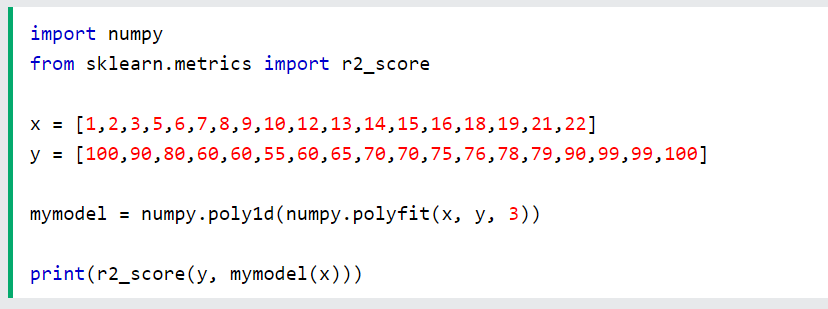 import numpy
from sklearn.metrics import r2_score
x = [1,2,3,5,6,7,8,9,10,12,13,14,15,16,18,19,21,22]
y = [100,90,80,60,60,55,60,65,70,70,75,76,78,79,90,99,99,100]
mymodel = numpy.poly1d(numpy.polyfit(x, y, 3))
print(r2_score(y, mymodel(x)))